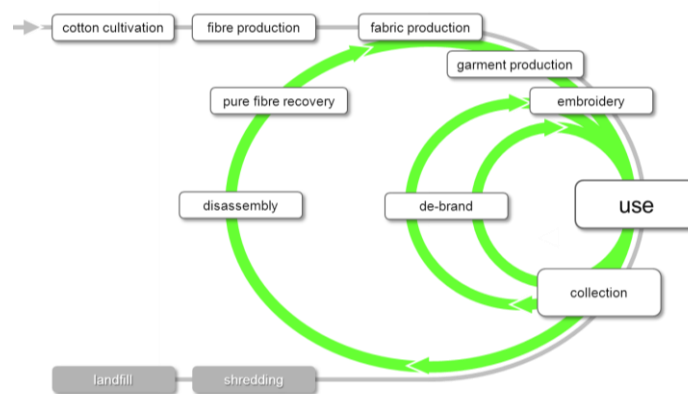 cotton cultivation
fibre production
fabric production
garment production
pure fibre recovery
embroidery
disassembly
de-brand
use
collection
landfill
shredding